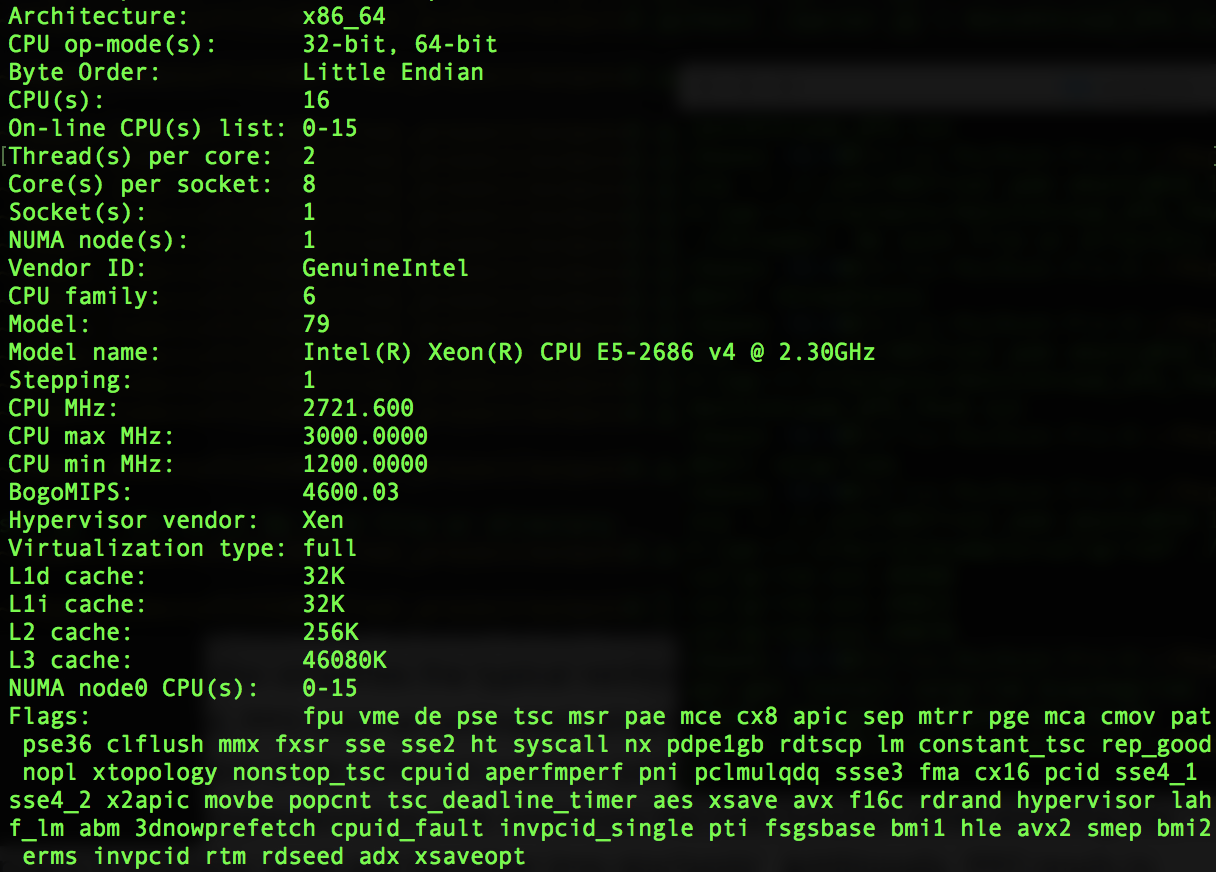 Architecture:        x86_64
CPU op-mode(s):      32-bit, 64-bit
Byte Order:          Little Endian
CPU(s):              16
On-line CPU(s) list: 0-15
[Thread(s) per core:  2
Core(s) per socket:  8
Socket(s):           1
NUMA node(s):        1
Vendor ID:           GenuineIntel
CPU family:          6
Model:               79
Model name:          Intel(R) Xeon(R) CPU E5-2686 v4 @ 2.30GHz
Stepping:            1
CPU MHz:             2721.600
CPU max MHz:         3000.0000
CPU min MHz:         1200.0000
BogoMIPS:            4600.03
Hypervisor vendor:   Xen
Virtualization type: full
L1d cache:           32K
L1i cache:           32K
L2 cache:            256K
L3 cache:            46080K
NUMA node0 CPU(s):   0-15
Flags:               fpu vme de pse tsc msr pae mce cx8 apic sep mtrr pge mca cmov pat
 pse36 clflush mmx fxsr sse sse2 ht syscall nx pdpe1gb rdtscp lm constant_tsc rep_good
 nopl xtopology nonstop_tsc cpuid aperfmperf pni pclmulqdq ssse3 fma cx16 pcid sse4_1
sse4_2 x2apic movbe popcnt tsc_deadline_timer aes xsave avx f16c rdrand hypervisor lah
f_lm abm 3dnowprefetch cpuid_fault invpcid_single pti fsgsbase bmi1 hle avx2 smep bmi2
 erms invpcid rtm rdseed adx xsaveopt